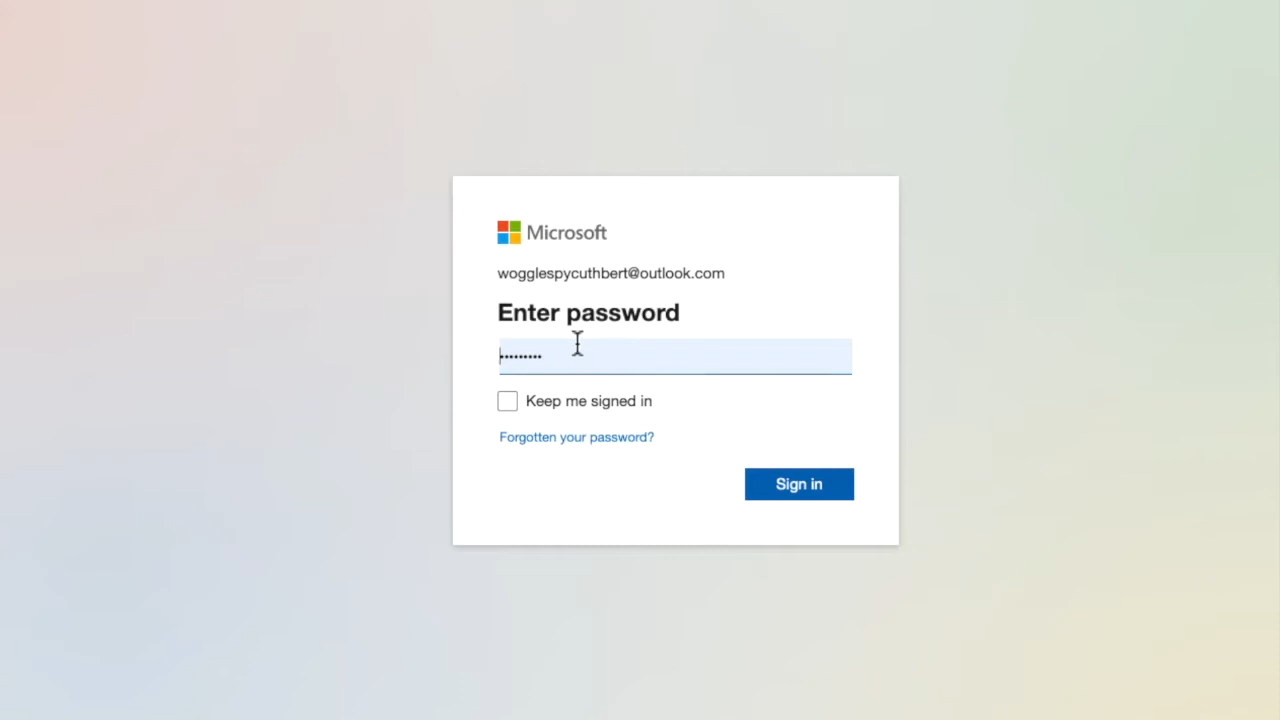 Microsoft
wogglespycuthbert@outlook.com
Enter password
•••••••••
Keep me signed in
Forgotten your password?
Sign in